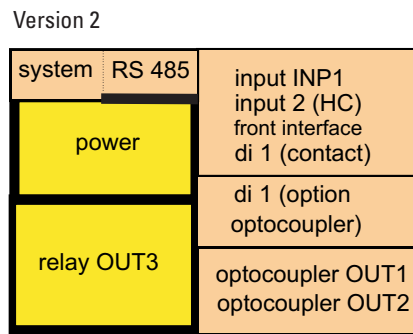 Version 2
system RS 485
power
relay OUT3
input INP1
input 2 (HC)
front interface
di 1 (contact)
di 1 (option
optocoupler)
optocoupler OUT1
optocoupler OUT2